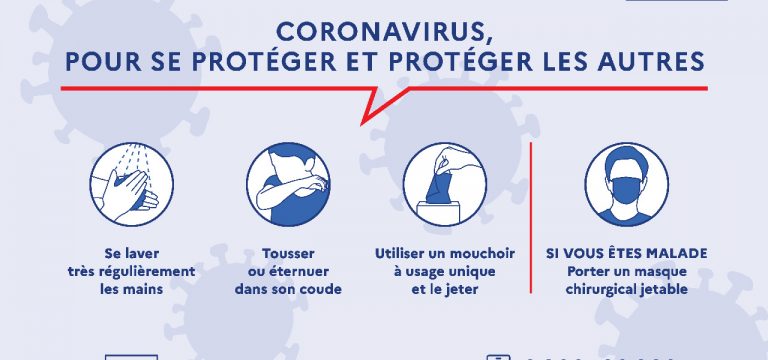 CORONAVIRUS,
POUR SE PROTÉGER ET PROTÉGER LES AUTRES
Se laver
très régulièrement
les mains
Tousser
ou éternuer
dans son coude
Utiliser un mouchoir
à usage unique
et le jeter
SI VOUS ÊTES MALADE
Porter un masque
chirurgical jetable